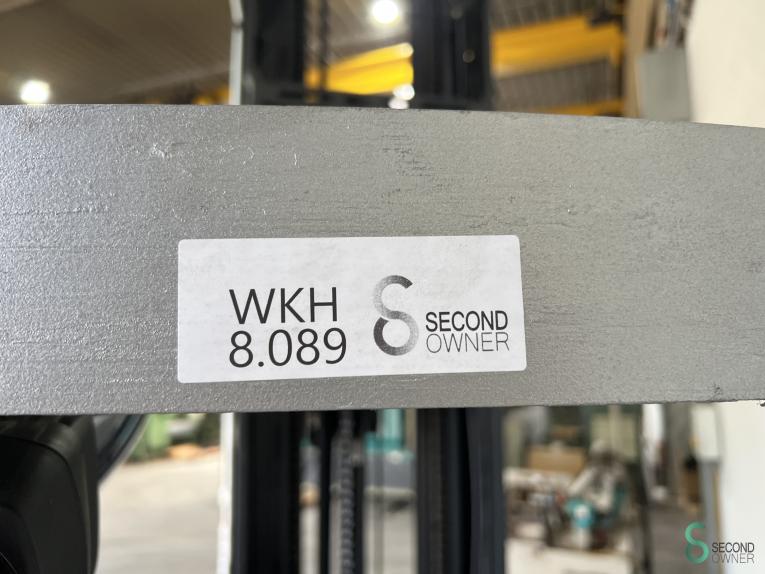 WKH
8.089
SECOND
OWNER
SECOND
OWNER